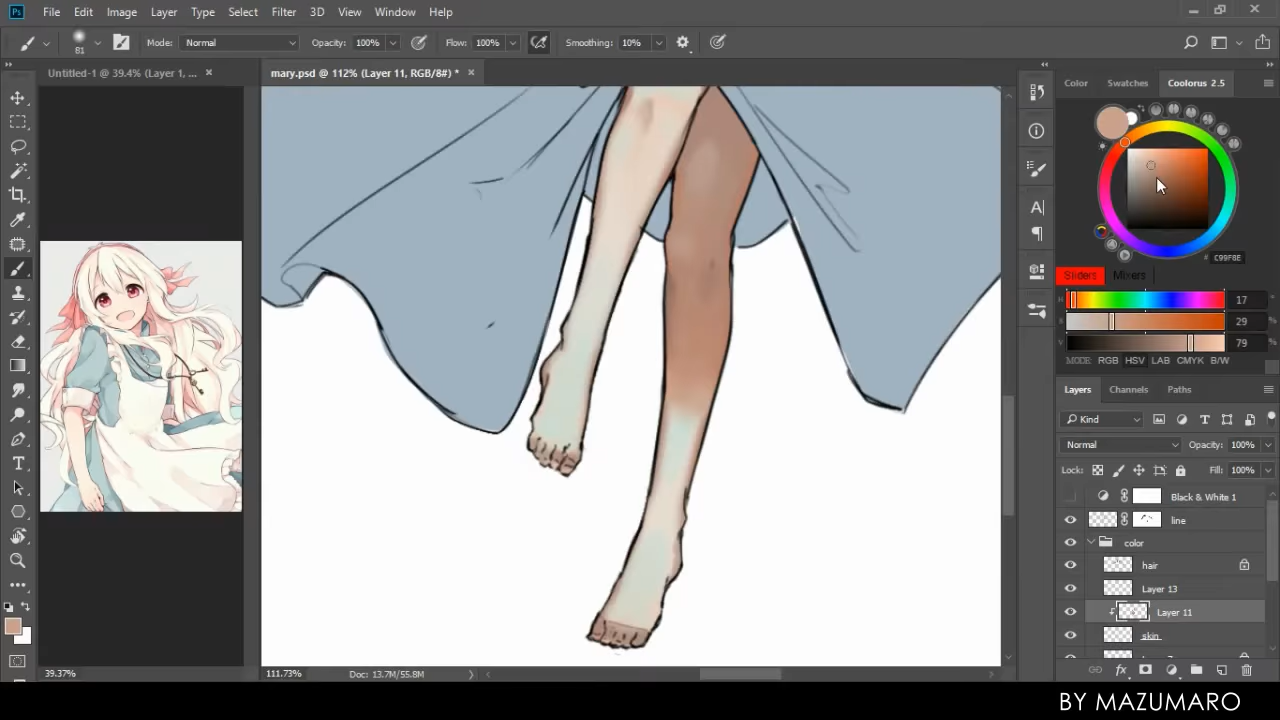 Ps File Edit Image Layer Type Select Filter 3D View Window Help
81 Mode: Normal Opacity: 100% Flow: 100% Smoothing: 10%
Untitled-1 @ 39.4% (Layer 1, ... × mary.psd @ 112% (Layer 11, RGB/8#) * ×
Color Swatches Coolorus 2.5
# C99F8E
Sliders Mixers
H 17 °
S 29 %
V 79 %
MODE: RGB HSV LAB CMYK B/W
Layers Channels Paths
Kind
Normal Opacity: 100%
Lock: Fill: 100%
Black & White 1
line
color
hair
Layer 13
Layer 11
skin
39.37% 111.73% Doc: 13.7M/55.8M
BY MAZUMARO